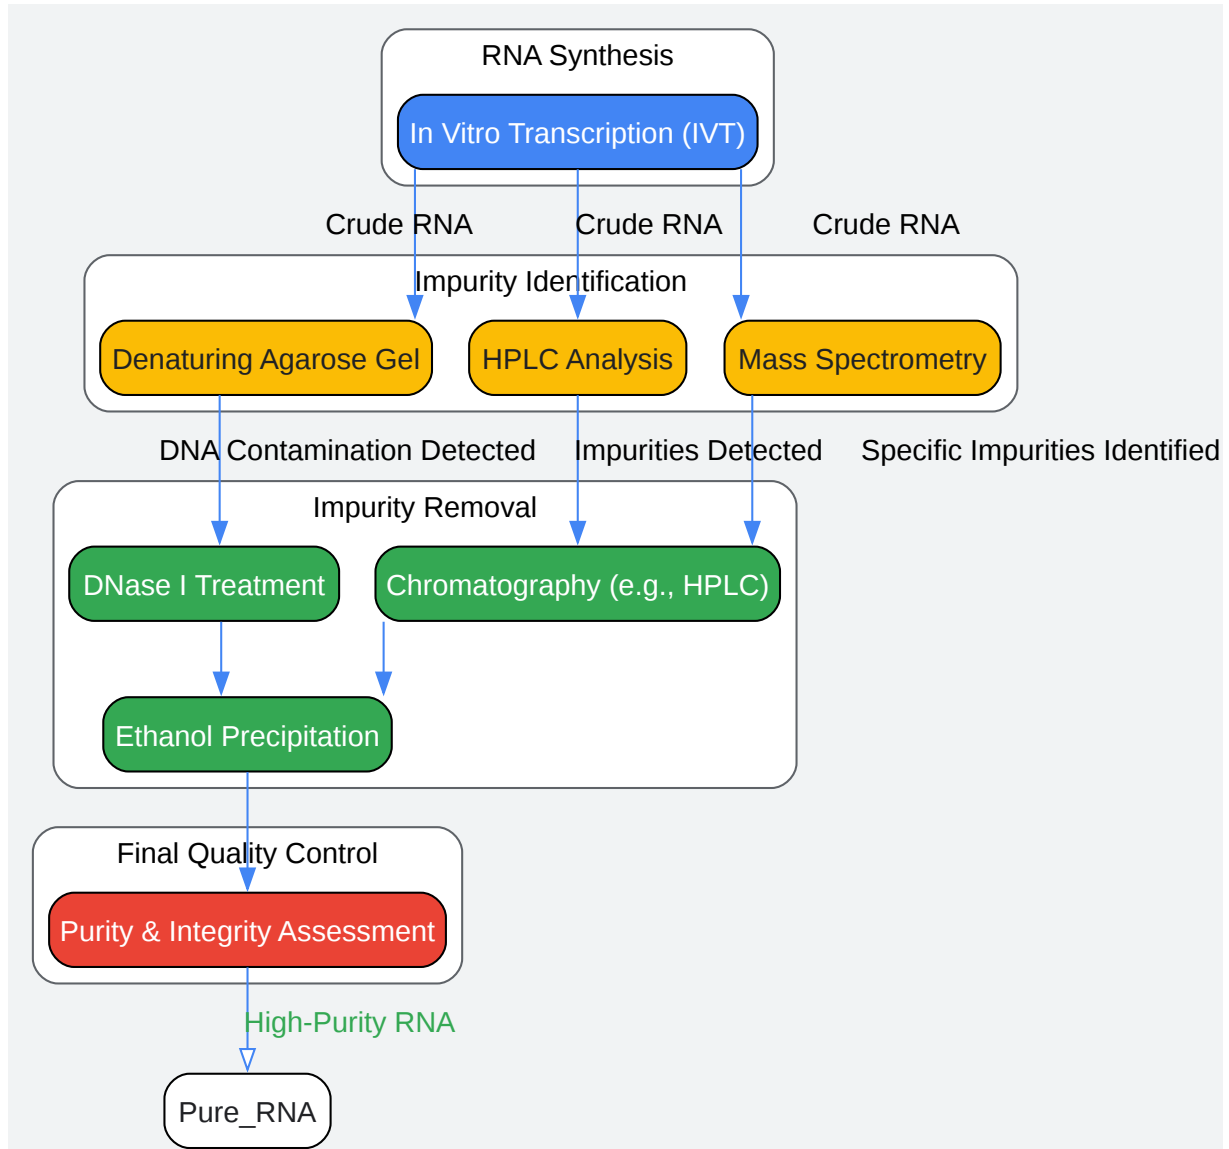 RNA Synthesis
In Vitro Transcription (IVT)
Crude RNA
Crude RNA
Crude RNA
Impurity Identification
Denaturing Agarose Gel
HPLC Analysis
Mass Spectrometry
DNA Contamination Detected
Impurities Detected
Specific Impurities Identified
Impurity Removal
DNase I Treatment
Chromatography (e.g., HPLC)
Ethanol Precipitation
Final Quality Control
Purity & Integrity Assessment
High-Purity RNA
Pure_RNA